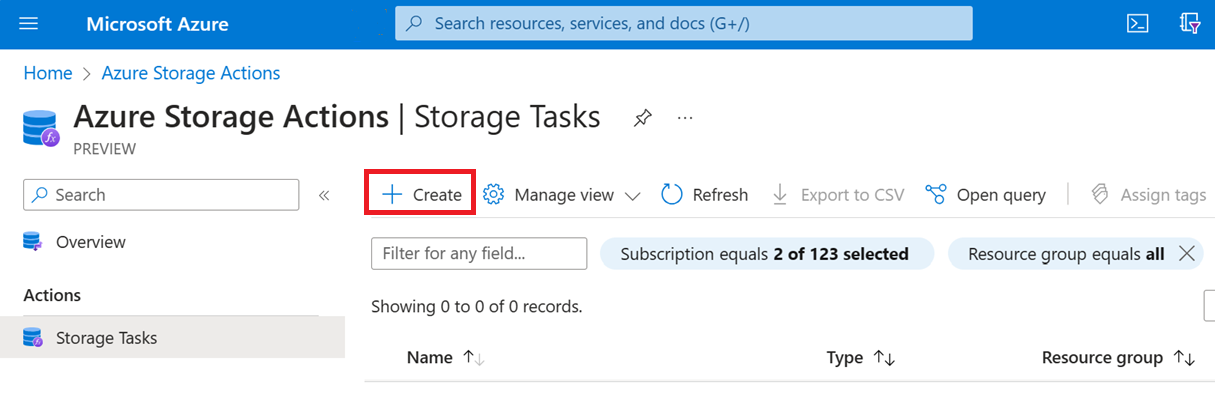 Microsoft Azure
Search resources, services, and docs (G+/)
Home > Azure Storage Actions
Azure Storage Actions | Storage Tasks
PREVIEW
Search
Create
Manage view
Refresh
Export to CSV
Open query
Assign tags
Overview
Filter for any field...
Subscription equals 2 of 123 selected
Resource group equals all
Actions
Showing 0 to 0 of 0 records.
Storage Tasks
Name
Type
Resource group